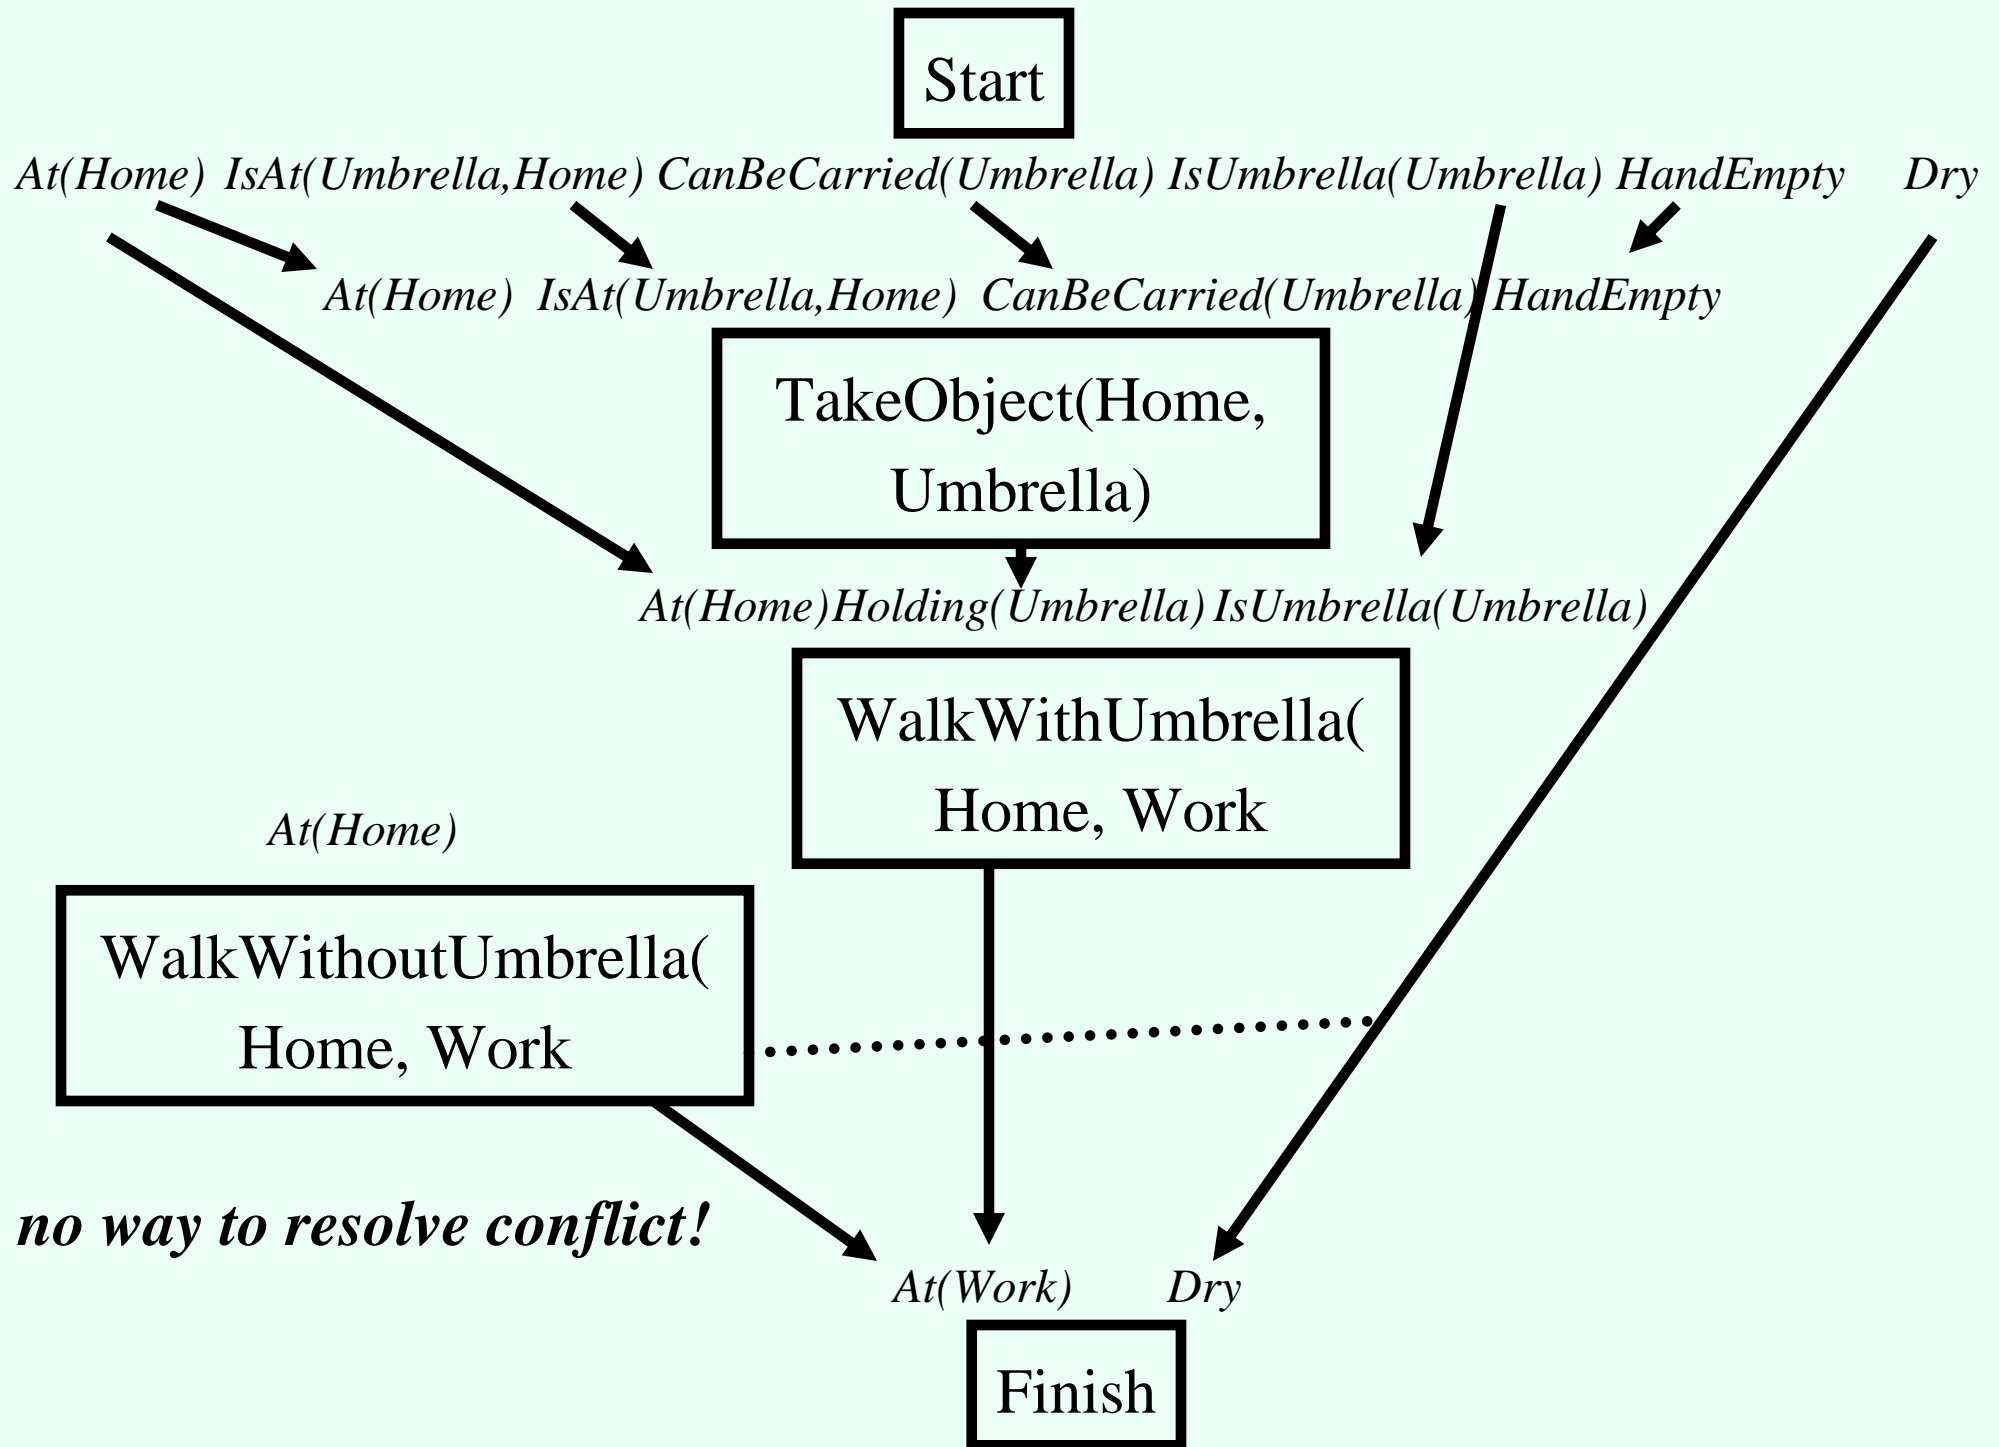 Start
At(Home) IsAt(Umbrella,Home) CanBeCarried(Umbrella) IsUmbrella(Umbrella) HandEmpty Dry
At(Home) IsAt(Umbrella,Home) CanBeCarried(Umbrella) HandEmpty
TakeObject(Home,
Umbrella)
At(Home)Holding(Umbrella) IsUmbrella(Umbrella)
WalkWithUmbrella(
Home, Work
At(Home)
WalkWithoutUmbrella(
Home, Work
no way to resolve conflict!
At(Work) Dry
Finish